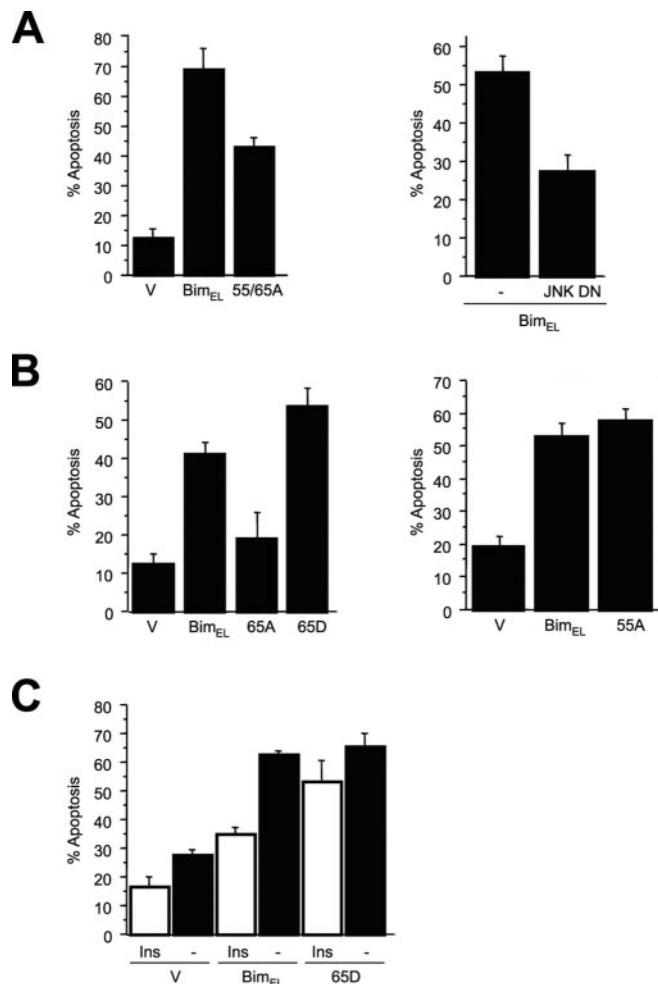 A
% Apoptosis
80
70
60
50
40
30
20
10
0
V BimEL 55/65A
% Apoptosis
60
50
40
30
20
10
0
- JNK DN
BimEL
B
% Apoptosis
60
50
40
30
20
10
0
V BimEL 65A 65D
% Apoptosis
70
60
50
40
30
20
10
0
V BimEL 55A
C
% Apoptosis
80
70
60
50
40
30
20
10
0
Ins - Ins - Ins -
V BimEL 65D